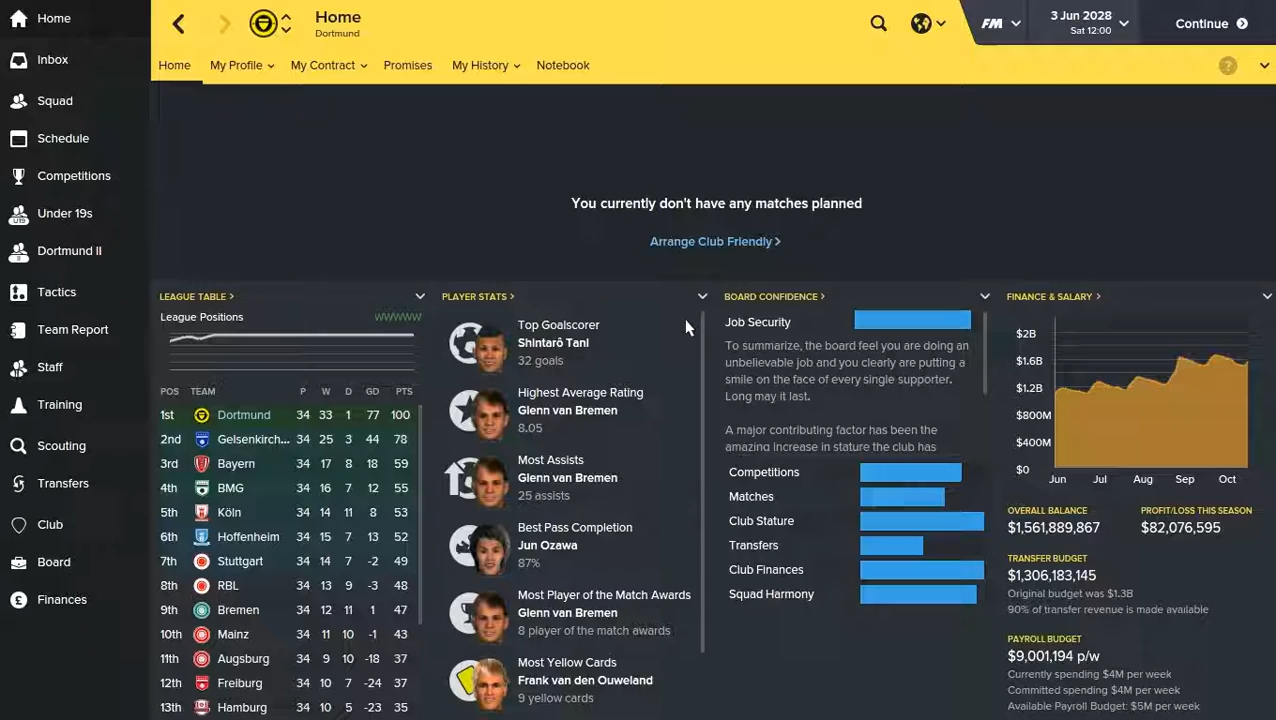 Home
Inbox
Squad
Schedule
Competitions
U19
Under 19s
Dortmund II
Tactics
Team Report
Staff
Training
Scouting
Transfers
Club
Board
Finances
Home
Dortmund
FM
3 Jun 2028
Sat 12:00
Continue
Home My Profile My Contract Promises My History Notebook ?
You currently don't have any matches planned
Arrange Club Friendly >
LEAGUE TABLE >
League Positions WWWWW
POS TEAM P W D GD PTS
1st Dortmund 34 33 1 77 100
2nd Gelsenkirch... 34 25 3 44 78
3rd Bayern 34 17 8 18 59
4th BMG 34 16 7 12 55
5th Köln 34 14 11 8 53
6th Hoffenheim 34 15 7 13 52
7th Stuttgart 34 14 7 -2 49
8th RBL 34 13 9 -3 48
9th Bremen 34 12 11 1 47
10th Mainz 34 11 10 -1 43
11th Augsburg 34 9 10 -18 37
12th Freiburg 34 10 7 -24 37
13th Hamburg 34 10 5 -23 35
PLAYER STATS >
Top Goalscorer
Shintarō Tani
32 goals
Highest Average Rating
Glenn van Bremen
8.05
Most Assists
Glenn van Bremen
25 assists
Best Pass Completion
Jun Ozawa
87%
Most Player of the Match Awards
Glenn van Bremen
8 player of the match awards
Most Yellow Cards
Frank van den Ouweland
9 yellow cards
BOARD CONFIDENCE >
Job Security
To summarize, the board feel you are doing an
unbelievable job and you clearly are putting a
smile on the face of every single supporter.
Long may it last.
A major contributing factor has been the
amazing increase in stature the club has
Competitions
Matches
Club Stature
Transfers
Club Finances
Squad Harmony
FINANCE & SALARY >
$2B
$1.6B
$1.2B
$800M
$400M
$0
Jun Jul Aug Sep Oct
OVERALL BALANCE PROFIT/LOSS THIS SEASON
$1,561,889,867 $82,076,595
TRANSFER BUDGET
$1,306,183,145
Original budget was $1.3B
90% of transfer revenue is made available
PAYROLL BUDGET
$9,001,194 p/w
Currently spending $4M per week
Committed spending $4M per week
Available Payroll Budget: $5M per week